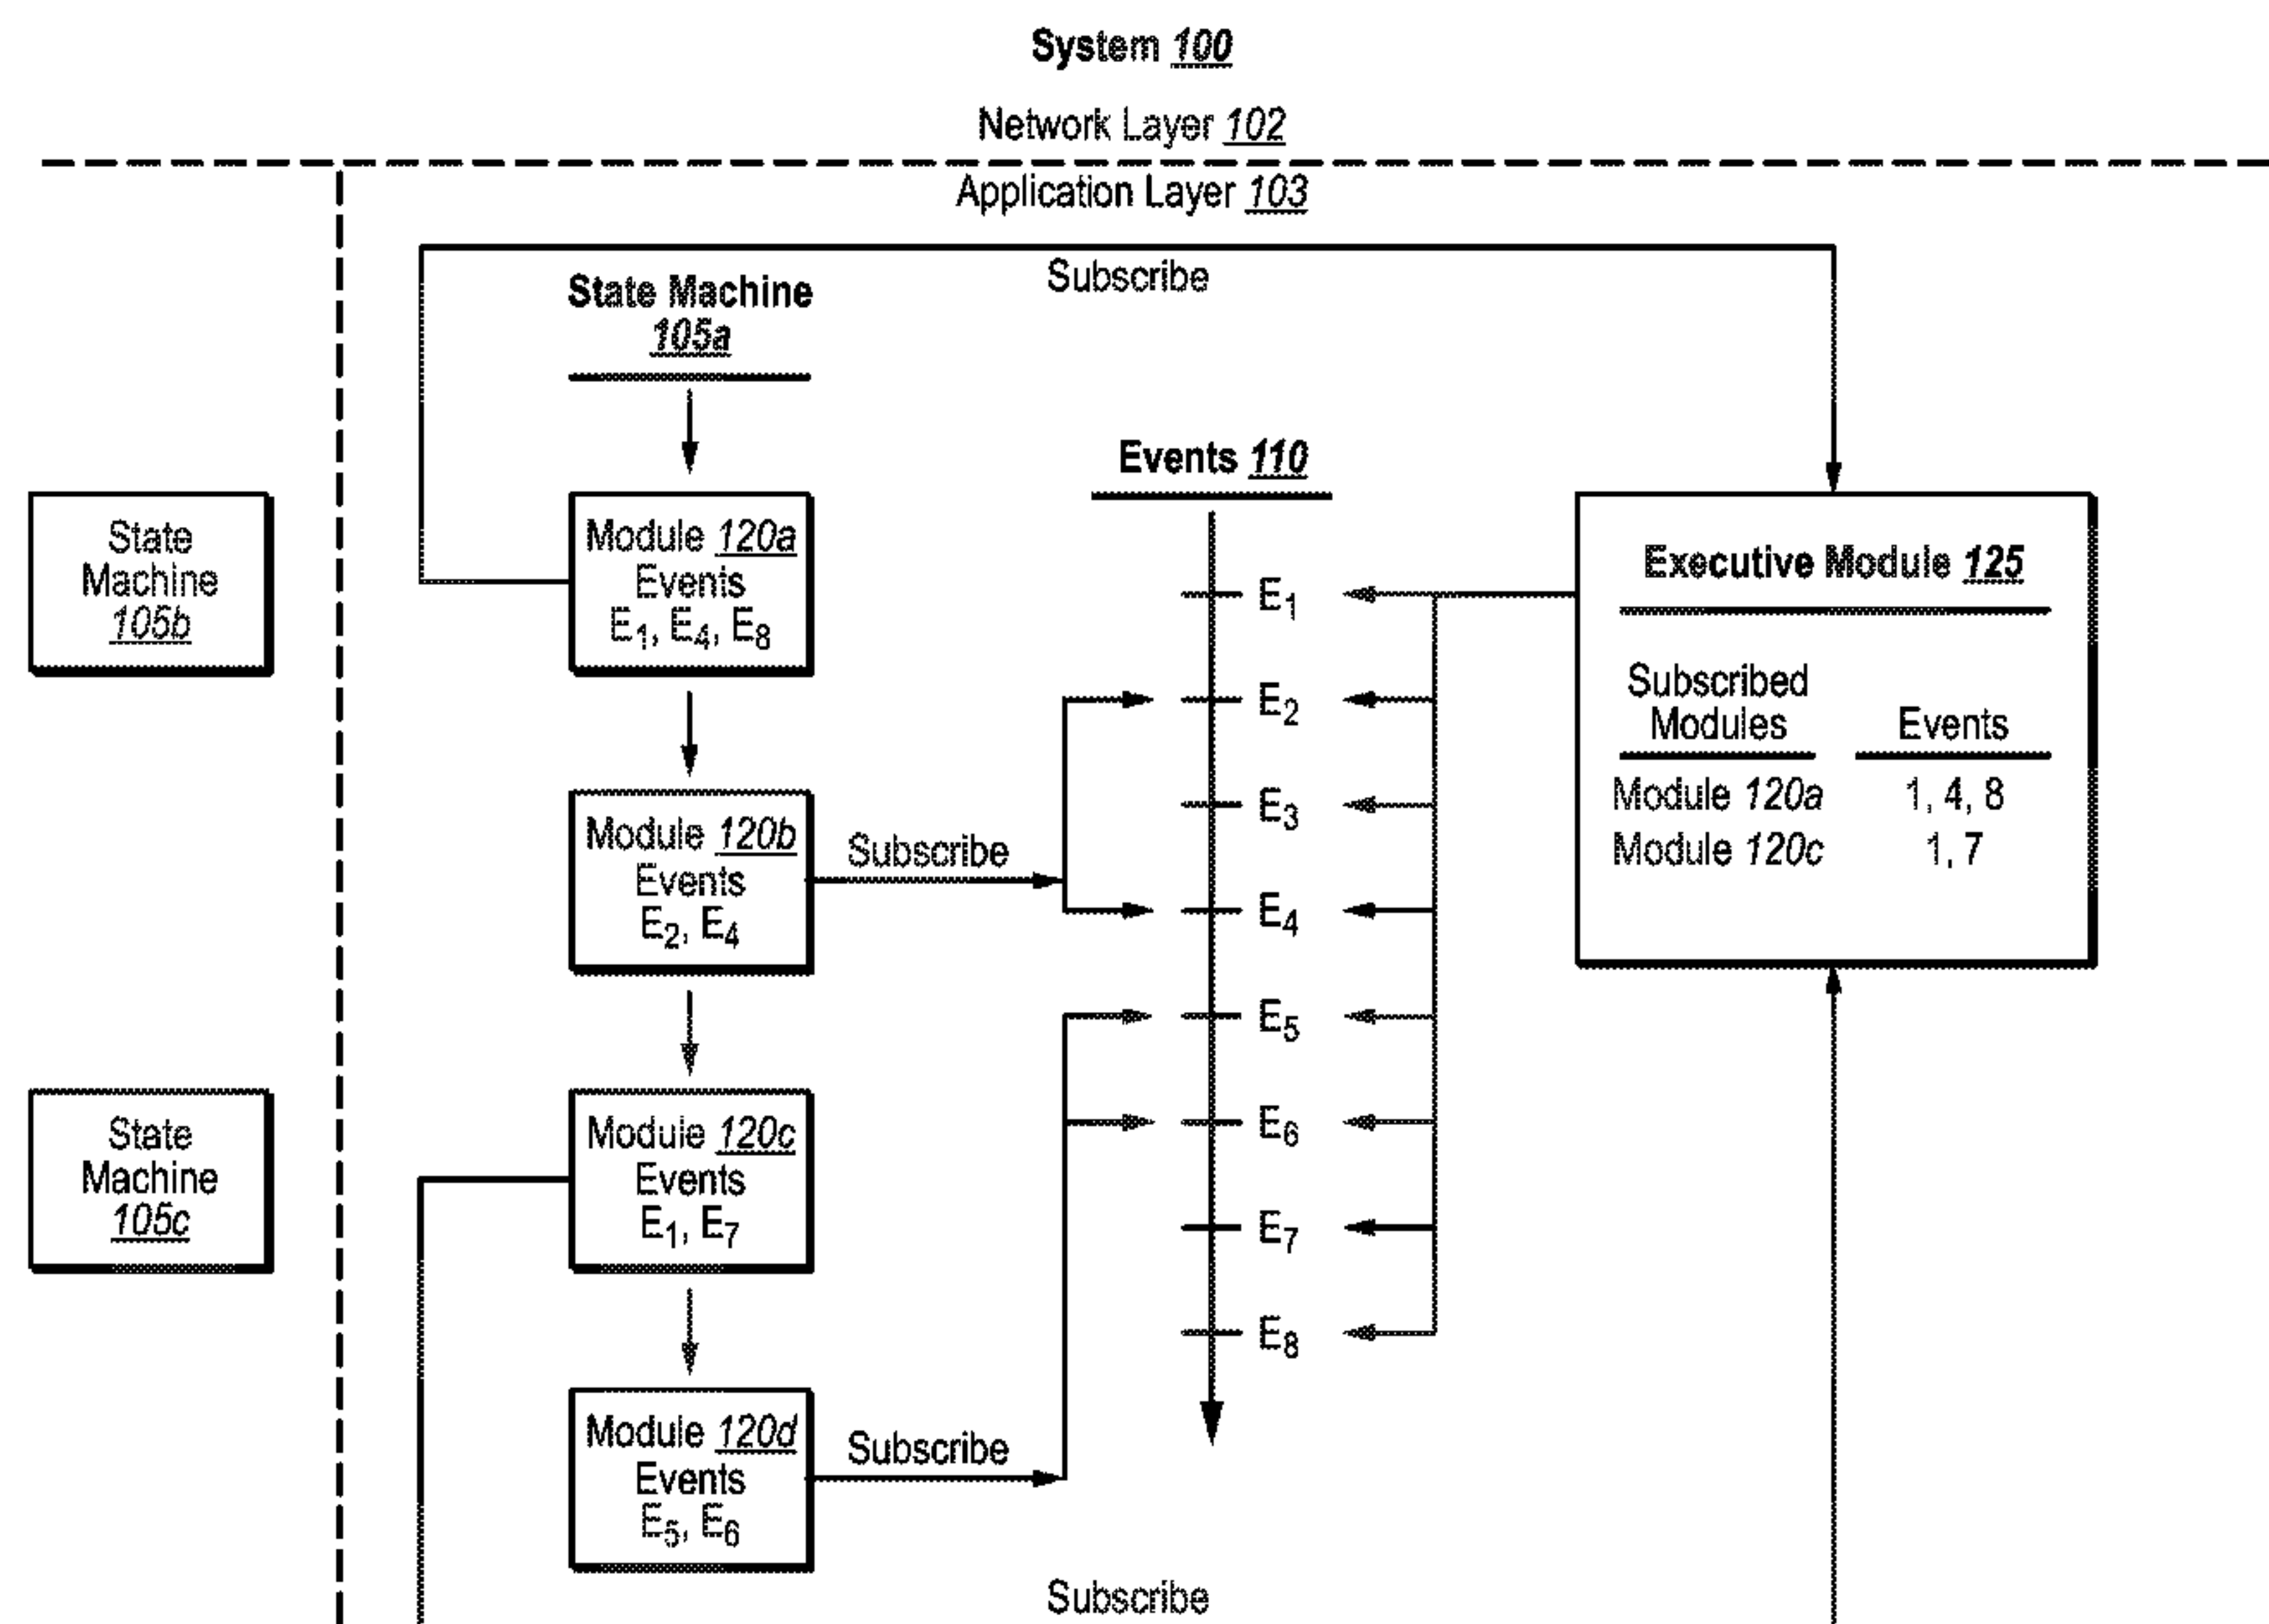 System 100
Network Layer 102
Application Layer 103
Subscribe
State Machine
105a
Events 110
State
Machine
105b
Module 120a
Events
E1, E4, E8
Executive Module 125
Subscribed
Modules
Events
Module 120a 1, 4, 8
Module 120c 1, 7
E1
E2
E3
E4
E5
E6
E7
E8
Module 120b
Events
E2, E4
Subscribe
State
Machine
105c
Module 120c
Events
E1, E7
Module 120d
Events
E5, E6
Subscribe
Subscribe